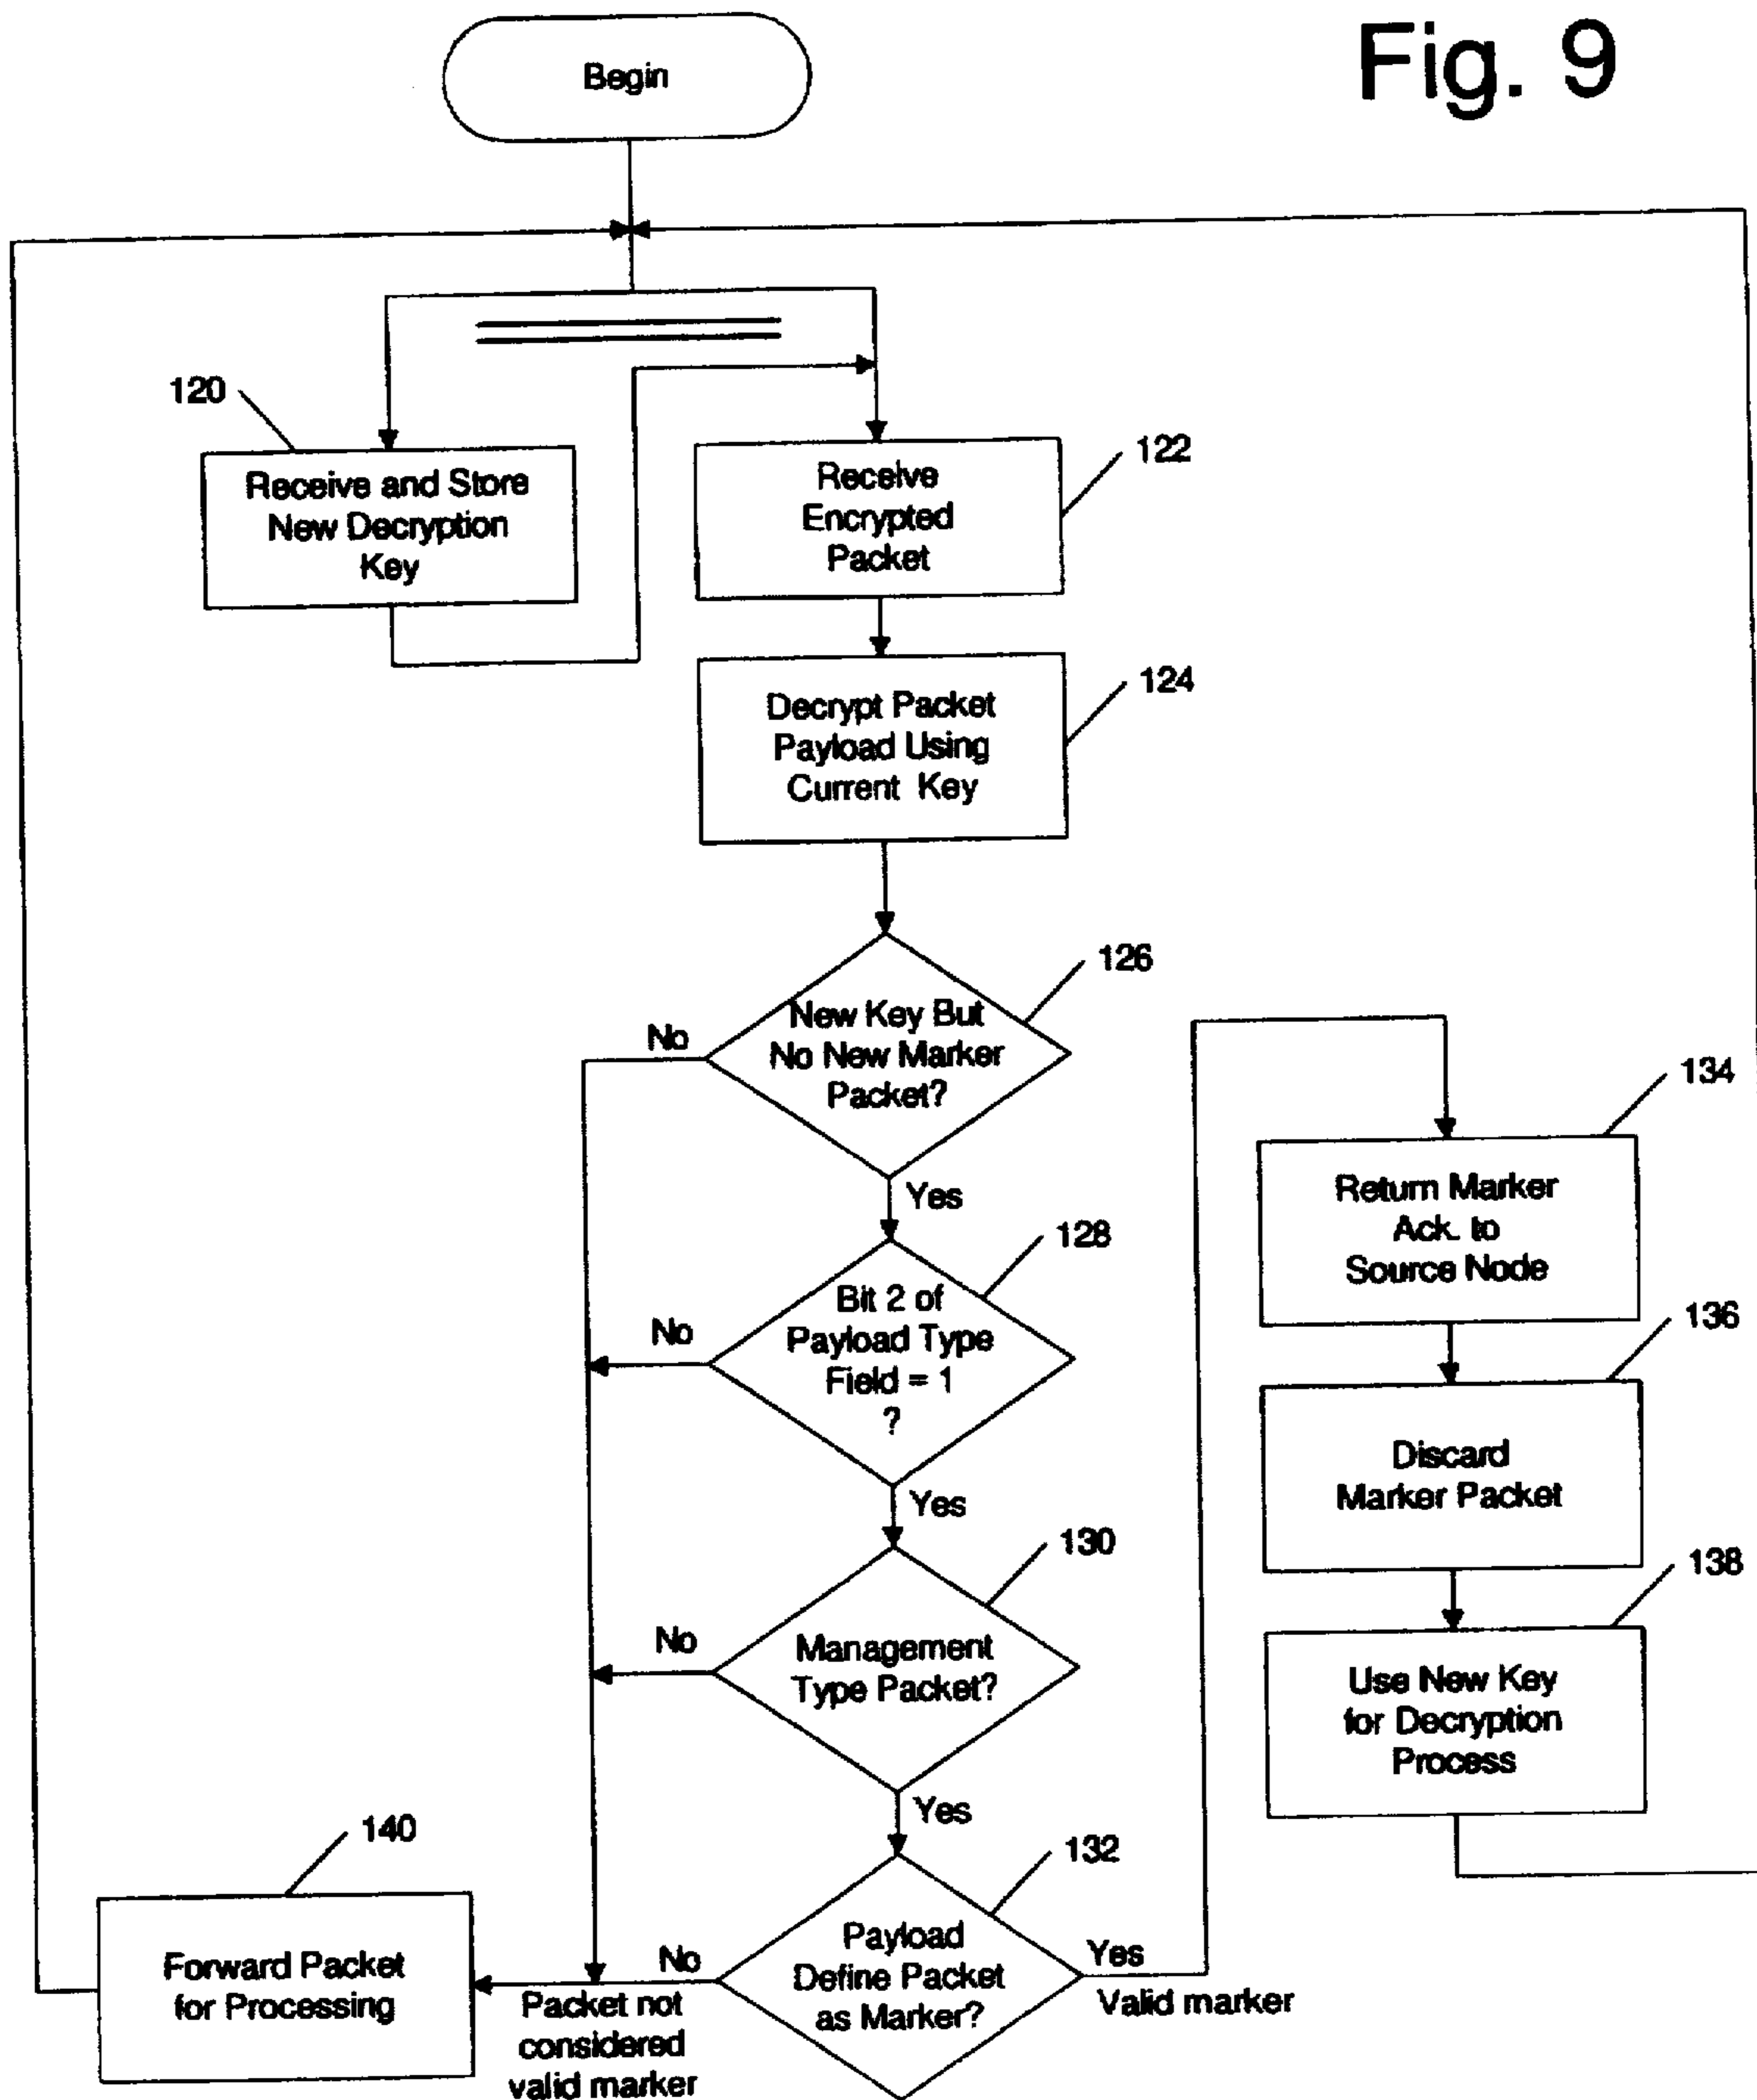 Fig. 9
Begin
120
Receive and Store
New Decryption
Key
122
Receive
Encrypted
Packet
124
Decrypt Packet
Payload Using
Current Key
126
New Key But
No New Marker
Packet?
No
Yes
128
Bit 2 of
Payload Type
Field = 1
?
No
Yes
130
Management
Type Packet?
No
Yes
132
Payload
Define Packet
as Marker?
No
Packet not
considered
valid marker
Yes
Valid marker
134
Return Marker
Ack. to
Source Node
136
Discard
Marker Packet
138
Use New Key
for Decryption
Process
140
Forward Packet
for Processing